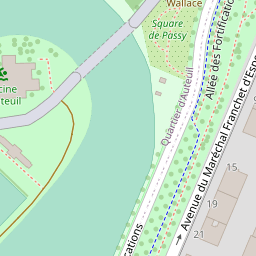 Wallace
Square
de Passy
Allée des Fortifications
Quartier d'Auteuil
Avenue du Maréchal Franchet d'Espe
cine
uteuil
cations
15
19
21